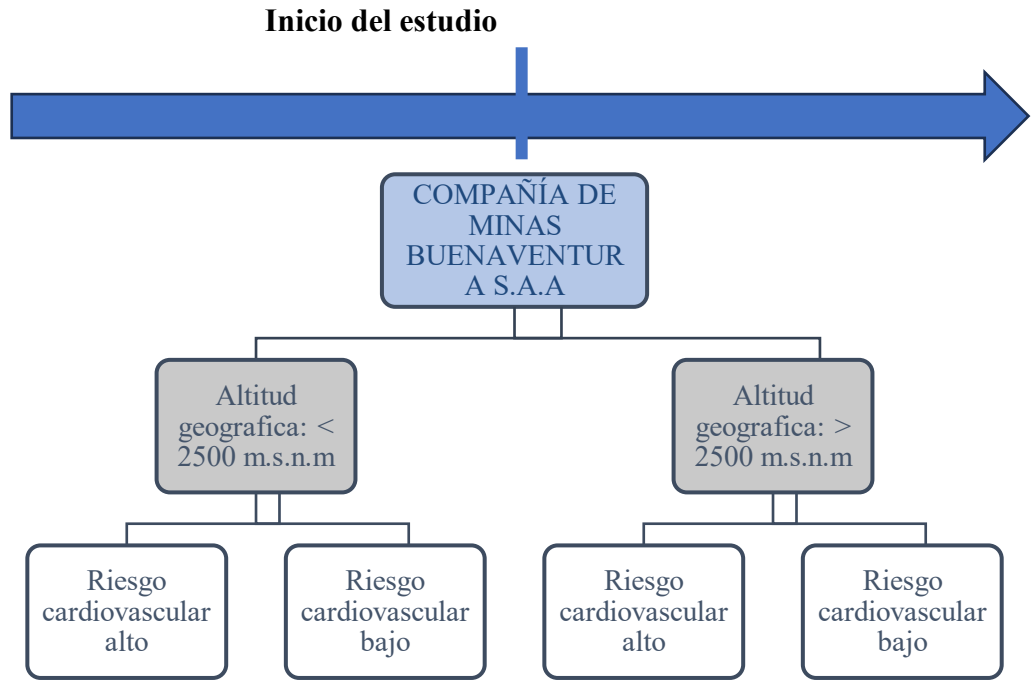 Inicio del estudio
COMPAÑÍA DE
MINAS
BUENAVENTUR
A S.A.A
Altitud
geografica: <
2500 m.s.n.m
Altitud
geografica: >
2500 m.s.n.m
Riesgo
cardiovascular
alto
Riesgo
cardiovascular
bajo
Riesgo
cardiovascular
alto
Riesgo
cardiovascular
bajo